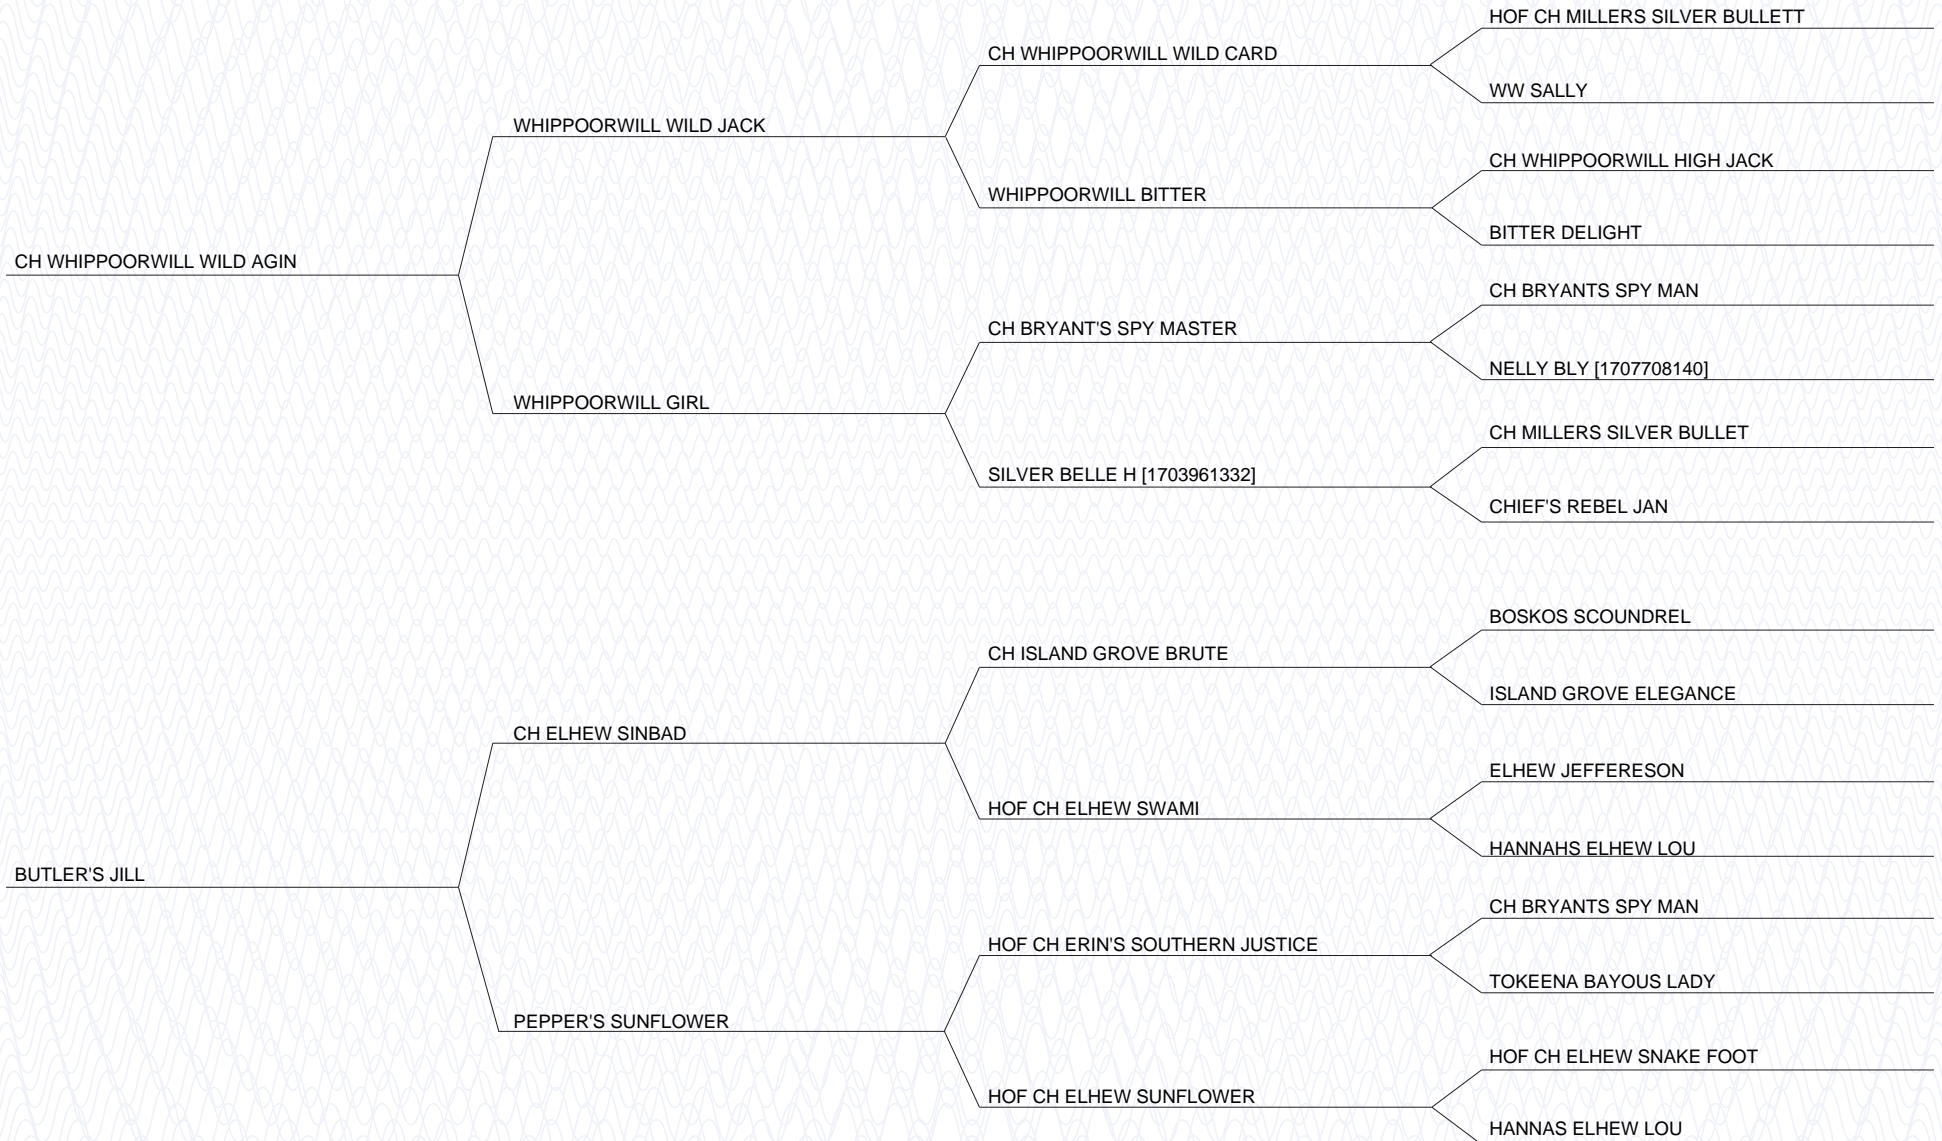 HOF CH MILLERS SILVER BULLETT
CH WHIPPOORWILL WILD CARD
WW SALLY
WHIPPOORWILL WILD JACK
CH WHIPPOORWILL HIGH JACK
WHIPPOORWILL BITTER
BITTER DELIGHT
CH WHIPPOORWILL WILD AGIN
CH BRYANTS SPY MAN
CH BRYANT'S SPY MASTER
NELLY BLY [1707708140]
WHIPPOORWILL GIRL
CH MILLERS SILVER BULLET
SILVER BELLE H [1703961332]
CHIEF'S REBEL JAN
BOSKOS SCOUNDREL
CH ISLAND GROVE BRUTE
ISLAND GROVE ELEGANCE
CH ELHEW SINBAD
ELHEW JEFFERESON
HOF CH ELHEW SWAMI
HANNAHS ELHEW LOU
BUTLER'S JILL
CH BRYANTS SPY MAN
HOF CH ERIN'S SOUTHERN JUSTICE
TOKEENA BAYOUS LADY
PEPPER'S SUNFLOWER
HOF CH ELHEW SNAKE FOOT
HOF CH ELHEW SUNFLOWER
HANNAS ELHEW LOU